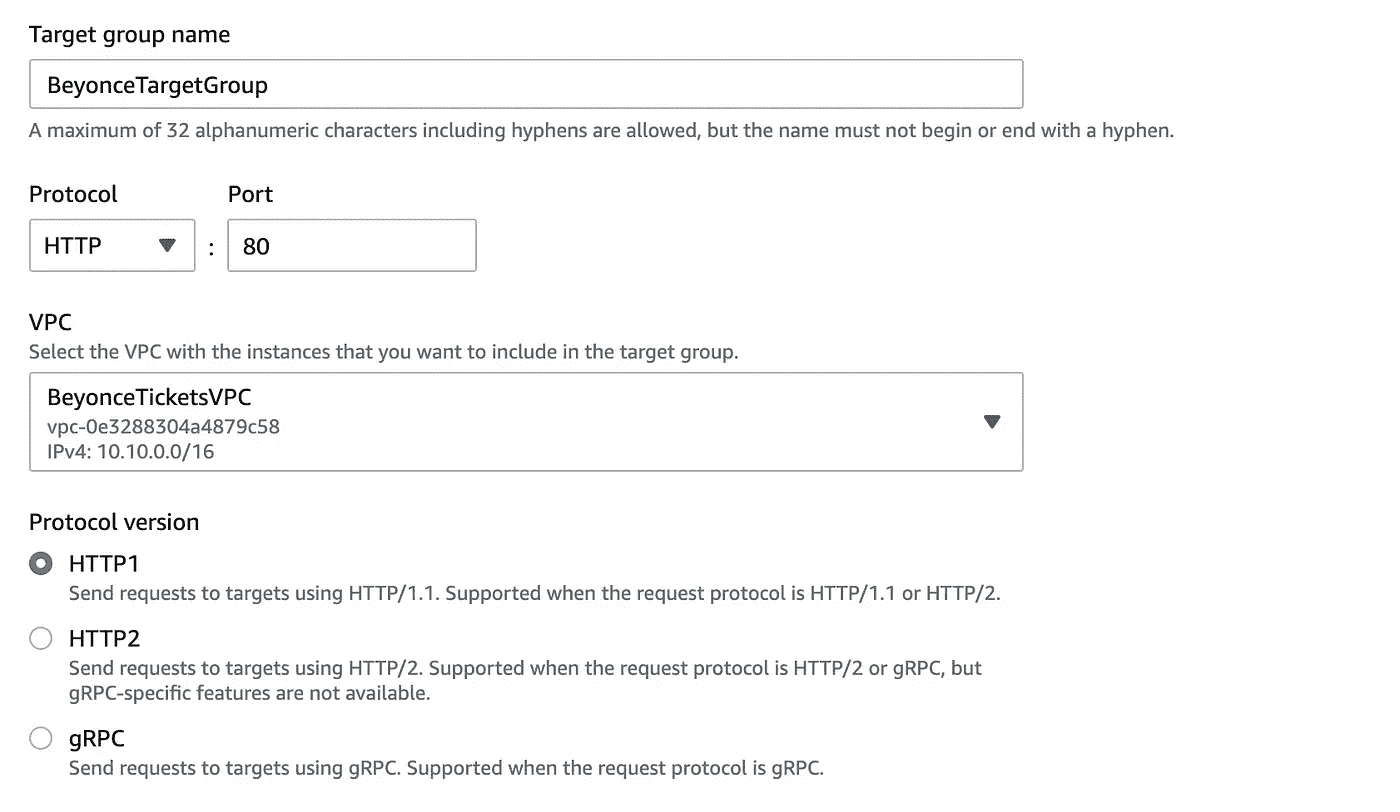 Target group name
BeyonceTargetGroup
A maximum of 32 alphanumeric characters including hyphens are allowed, but the name must not begin or end with a hyphen.
Protocol Port
HTTP : 80
VPC
Select the VPC with the instances that you want to include in the target group.
BeyonceTicketsVPC
vpc-0e3288304a4879c58
IPv4: 10.10.0.0/16
Protocol version
HTTP1
Send requests to targets using HTTP/1.1. Supported when the request protocol is HTTP/1.1 or HTTP/2.
HTTP2
Send requests to targets using HTTP/2. Supported when the request protocol is HTTP/2 or gRPC, but
gRPC-specific features are not available.
gRPC
Send requests to targets using gRPC. Supported when the request protocol is gRPC.